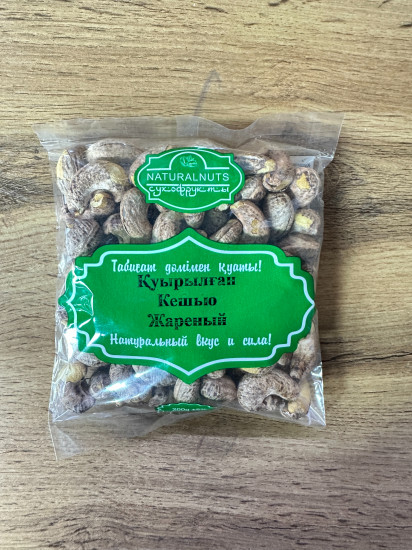 NATURALNUTS
сухофрукты
Табиғат дәмімен қуаты!
Қуырылған
Кешью
Жареный
Натуральный вкус и сила!